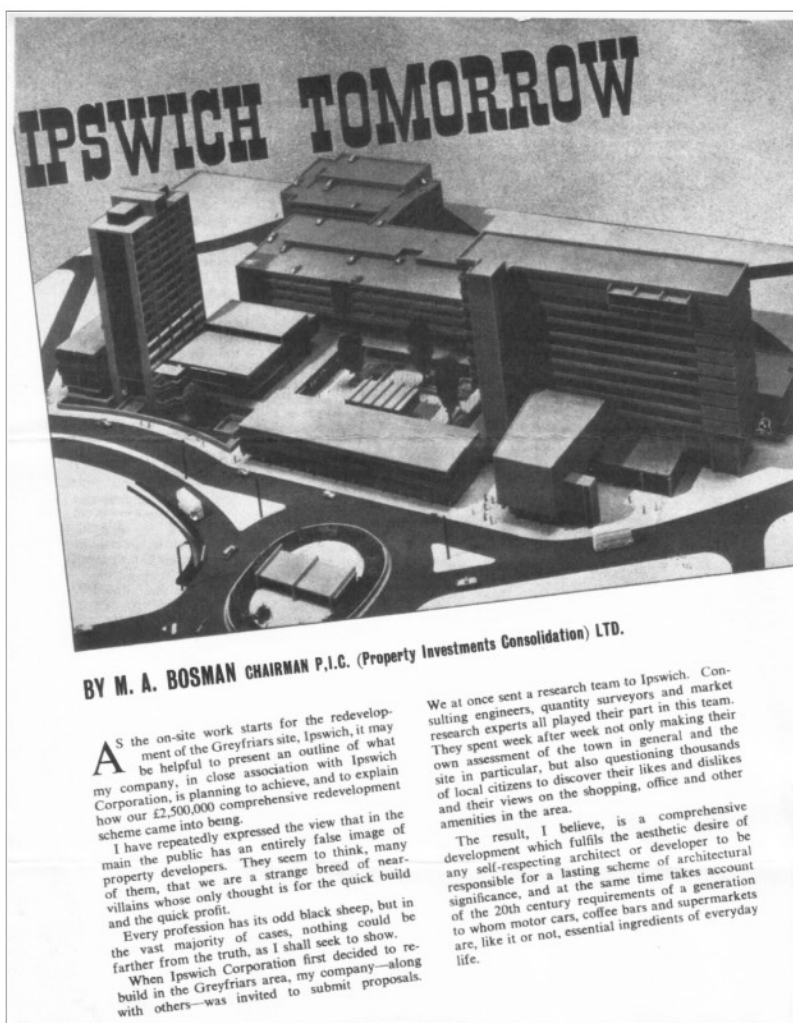 IPSWICH TOMORROW
BY M. A. BOSMAN CHAIRMAN P.I.C. (Property Investments Consolidation) LTD.
AS the on-site work starts for the redevelop-
ment of the Greyfriars site, Ipswich, it may
be helpful to present an outline of what
my company, in close association with Ipswich
Corporation, is planning to achieve, and to explain
how our £2,500,000 comprehensive redevelopment
scheme came into being.
I have repeatedly expressed the view that in the
main the public has an entirely false image of
property developers. They seem to think, many
of them, that we are a strange breed of near-
villains whose only thought is for the quick build
and the quick profit.
Every profession has its odd black sheep, but in
the vast majority of cases, nothing could be
farther from the truth, as I shall seek to show.
When Ipswich Corporation first decided to re-
build in the Greyfriars area, my company—along
with others—was invited to submit proposals.
We at once sent a research team to Ipswich. Con-
sulting engineers, quantity surveyors and market
research experts all played their part in this team.
They spent week after week not only making their
own assessment of the town in general and the
site in particular, but also questioning thousands
of local citizens to discover their likes and dislikes
and their views on the shopping, office and other
amenities in the area.
The result, I believe, is a comprehensive
development which fulfils the aesthetic desire of
any self-respecting architect or developer to be
responsible for a lasting scheme of architectural
significance, and at the same time takes account
of the 20th century requirements of a generation
to whom motor cars, coffee bars and supermarkets
are, like it or not, essential ingredients of everyday
life.